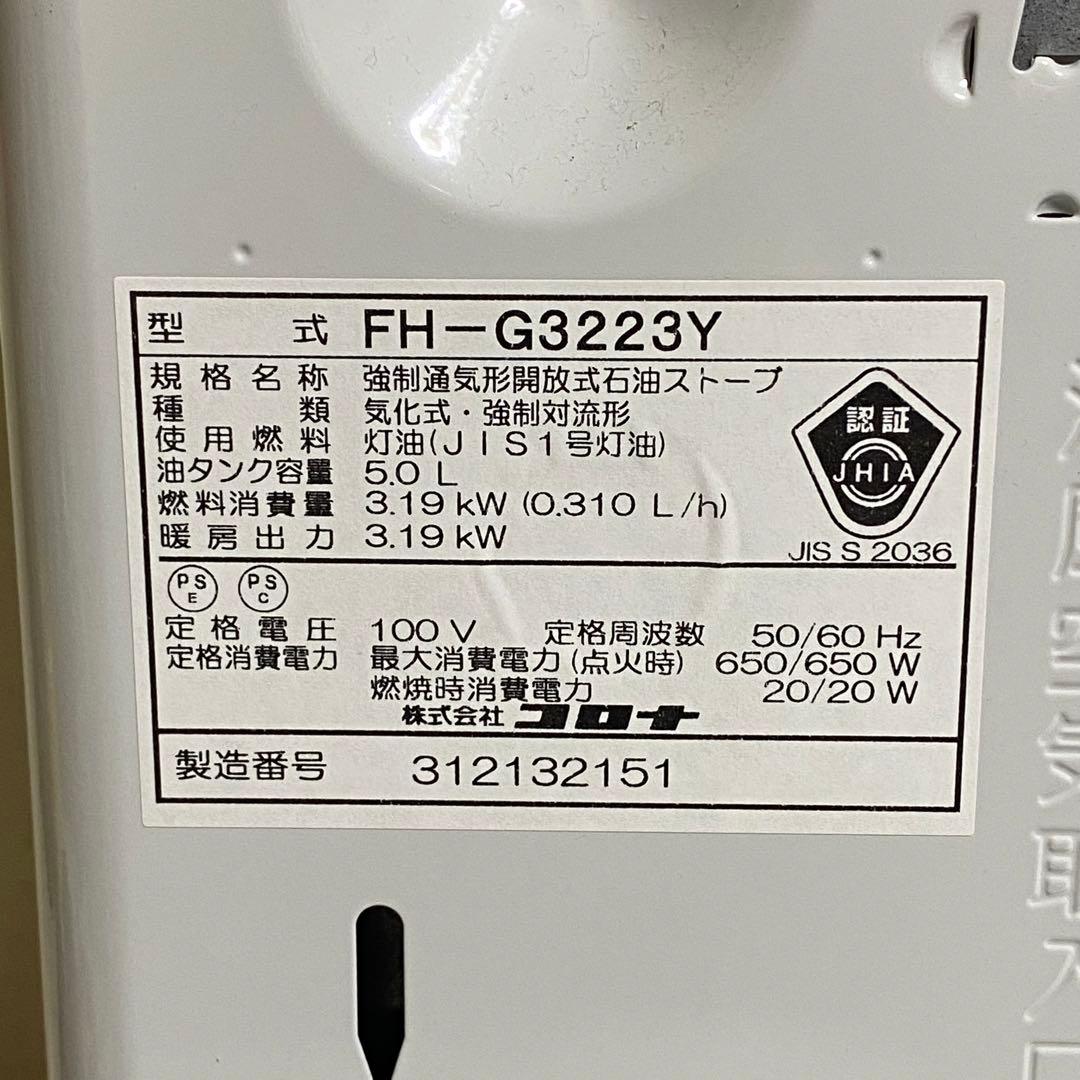 型式 FH-G3223Y
規格名称 強制通気形開放式石油ストーブ
種類 気化式・強制対流形
使用燃料 灯油(JIS1号灯油)
油タンク容量 5.0 L
燃料消費量 3.19 kW (0.310 L/h)
暖房出力 3.19 kW
認証
JHIA
JIS S 2036
PS E PS C
定格電圧 100 V 定格周波数 50/60 Hz
定格消費電力 最大消費電力(点火時) 650/650 W
燃焼時消費電力 20/20 W
株式会社 コロナ
製造番号 312132151
空気取入